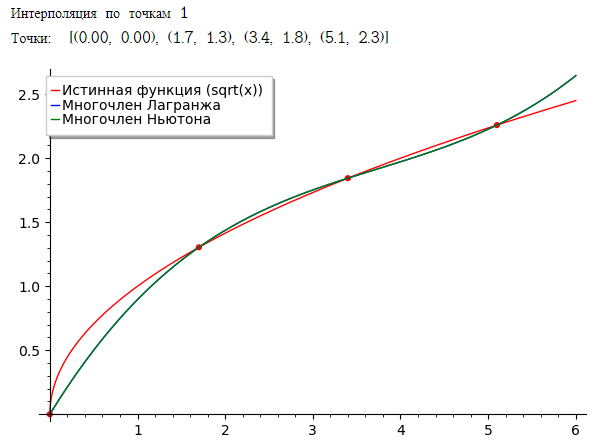 Интерполяция по точкам 1
Точки: [(0.00, 0.00), (1.7, 1.3), (3.4, 1.8), (5.1, 2.3)]
Истинная функция (sqrt(x))
Многочлен Лагранжа
Многочлен Ньютона
2.5
2.0
1.5
1.0
0.5
1 2 3 4 5 6